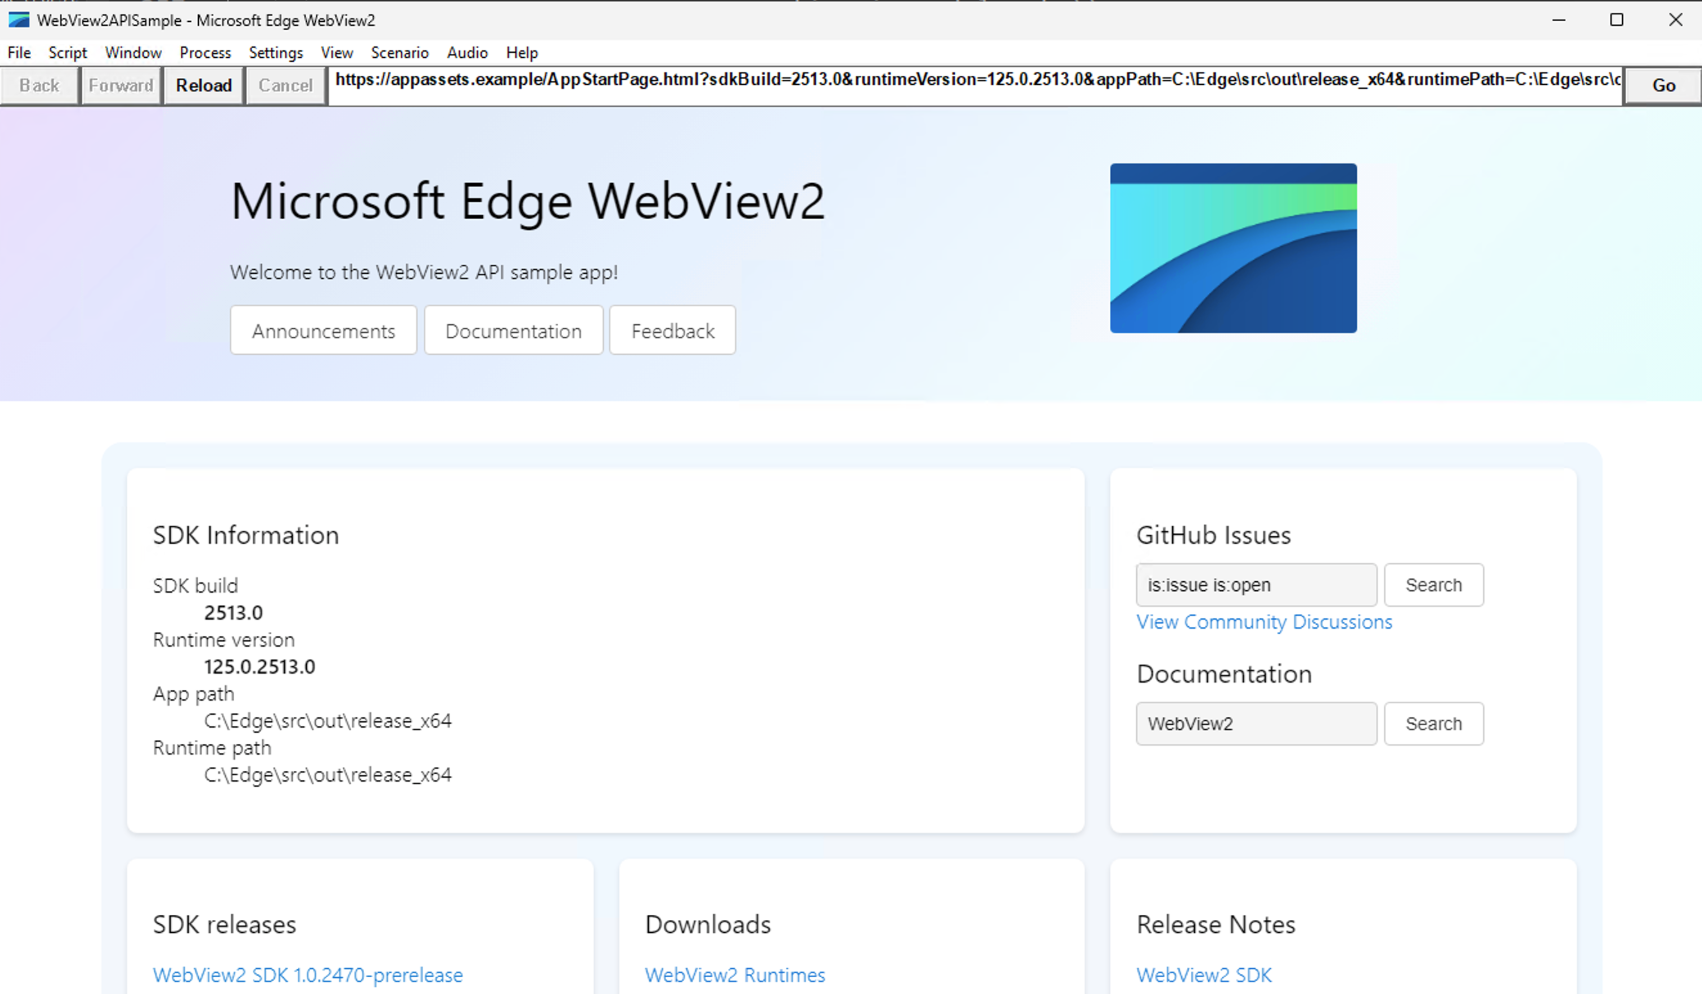 WebView2APISample - Microsoft Edge WebView2
File Script Window Process Settings View Scenario Audio Help
Back Forward Reload Cancel https://appassets.example/AppStartPage.html?sdkBuild=2513.0&runtimeVersion=125.0.2513.0&appPath=C:\Edge\src\out\release_x64&runtimePath=C:\Edge\src\ Go
Microsoft Edge WebView2
Welcome to the WebView2 API sample app!
Announcements Documentation Feedback
SDK Information
SDK build
2513.0
Runtime version
125.0.2513.0
App path
C:\Edge\src\out\release_x64
Runtime path
C:\Edge\src\out\release_x64
GitHub Issues
is:issue is:open Search
View Community Discussions
Documentation
WebView2 Search
SDK releases
WebView2 SDK 1.0.2470-prerelease
Downloads
WebView2 Runtimes
Release Notes
WebView2 SDK